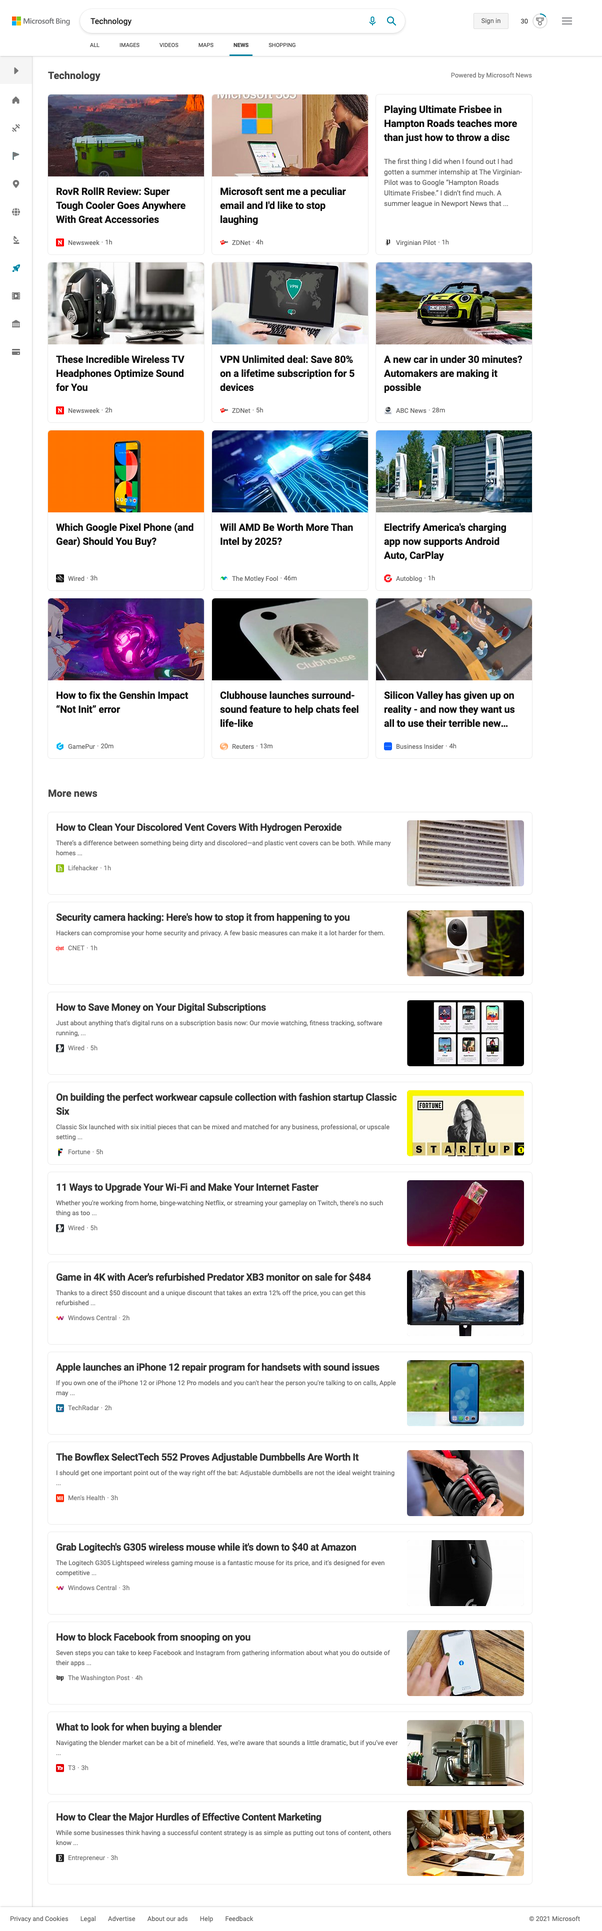 Microsoft Bing
Technology
Sign in
30
ALL
IMAGES
VIDEOS
MAPS
NEWS
SHOPPING
Technology
Powered by Microsoft News
RovR RollR Review: Super
Tough Cooler Goes Anywhere
With Great Accessories
Newsweek · 1h
Microsoft 365
Microsoft sent me a peculiar
email and I'd like to stop
laughing
ZDNet · 4h
Playing Ultimate Frisbee in
Hampton Roads teaches more
than just how to throw a disc
The first thing I did when I found out I had
gotten a summer internship at The Virginian-
Pilot was to Google “Hampton Roads
Ultimate Frisbee.” I didn't find much. A
summer league in Newport News that ...
Virginian Pilot · 1h
These Incredible Wireless TV
Headphones Optimize Sound
for You
Newsweek · 2h
VPN
VPN Unlimited deal: Save 80%
on a lifetime subscription for 5
devices
ZDNet · 5h
A new car in under 30 minutes?
Automakers are making it
possible
ABC News · 28m
Which Google Pixel Phone (and
Gear) Should You Buy?
Wired · 3h
Will AMD Be Worth More Than
Intel by 2025?
The Motley Fool · 46m
Electrify America's charging
app now supports Android
Auto, CarPlay
Autoblog · 1h
How to fix the Genshin Impact
“Not Init” error
GamePur · 20m
Clubhouse
Clubhouse launches surround-
sound feature to help chats feel
life-like
Reuters · 13m
Silicon Valley has given up on
reality - and now they want us
all to use their terrible new...
Business Insider · 4h
More news
How to Clean Your Discolored Vent Covers With Hydrogen Peroxide
There's a difference between something being dirty and discolored—and plastic vent covers can be both. While many
homes ...
Lifehacker · 1h
Security camera hacking: Here's how to stop it from happening to you
Hackers can compromise your home security and privacy. A few basic measures can make it a lot harder for them.
CNET · 1h
How to Save Money on Your Digital Subscriptions
Just about anything that's digital runs on a subscription basis now: Our movie watching, fitness tracking, software
running, ...
Wired · 5h
On building the perfect workwear capsule collection with fashion startup Classic
Six
Classic Six launched with six initial pieces that can be mixed and matched for any business, professional, or upscale
setting ...
Fortune · 5h
FORTUNE
STARTUP
11 Ways to Upgrade Your Wi-Fi and Make Your Internet Faster
Whether you're working from home, binge-watching Netflix, or streaming your gameplay on Twitch, there's no such
thing as too ...
Wired · 5h
Game in 4K with Acer's refurbished Predator XB3 monitor on sale for $484
Thanks to a direct $50 discount and a unique discount that takes an extra 12% off the price, you can get this
refurbished ...
Windows Central · 2h
Apple launches an iPhone 12 repair program for handsets with sound issues
If you own one of the iPhone 12 or iPhone 12 Pro models and you can't hear the person you're talking to on calls, Apple
may ...
TechRadar · 2h
The Bowflex SelectTech 552 Proves Adjustable Dumbbells Are Worth It
I should get one important point out of the way right off the bat: Adjustable dumbbells are not the ideal weight training
...
Men's Health · 3h
Grab Logitech's G305 wireless mouse while it's down to $40 at Amazon
The Logitech G305 Lightspeed wireless gaming mouse is a fantastic mouse for its price, and it's designed for even
competitive ...
Windows Central · 3h
How to block Facebook from snooping on you
Seven steps you can take to keep Facebook and Instagram from gathering information about what you do outside of
their apps ...
The Washington Post · 4h
What to look for when buying a blender
Navigating the blender market can be a bit of minefield. Yes, we're aware that sounds a little dramatic, but if you've ever
...
T3 · 3h
How to Clear the Major Hurdles of Effective Content Marketing
While some businesses think having a successful content strategy is as simple as putting out tons of content, others
know ...
Entrepreneur · 3h
Privacy and Cookies
Legal
Advertise
About our ads
Help
Feedback
© 2021 Microsoft